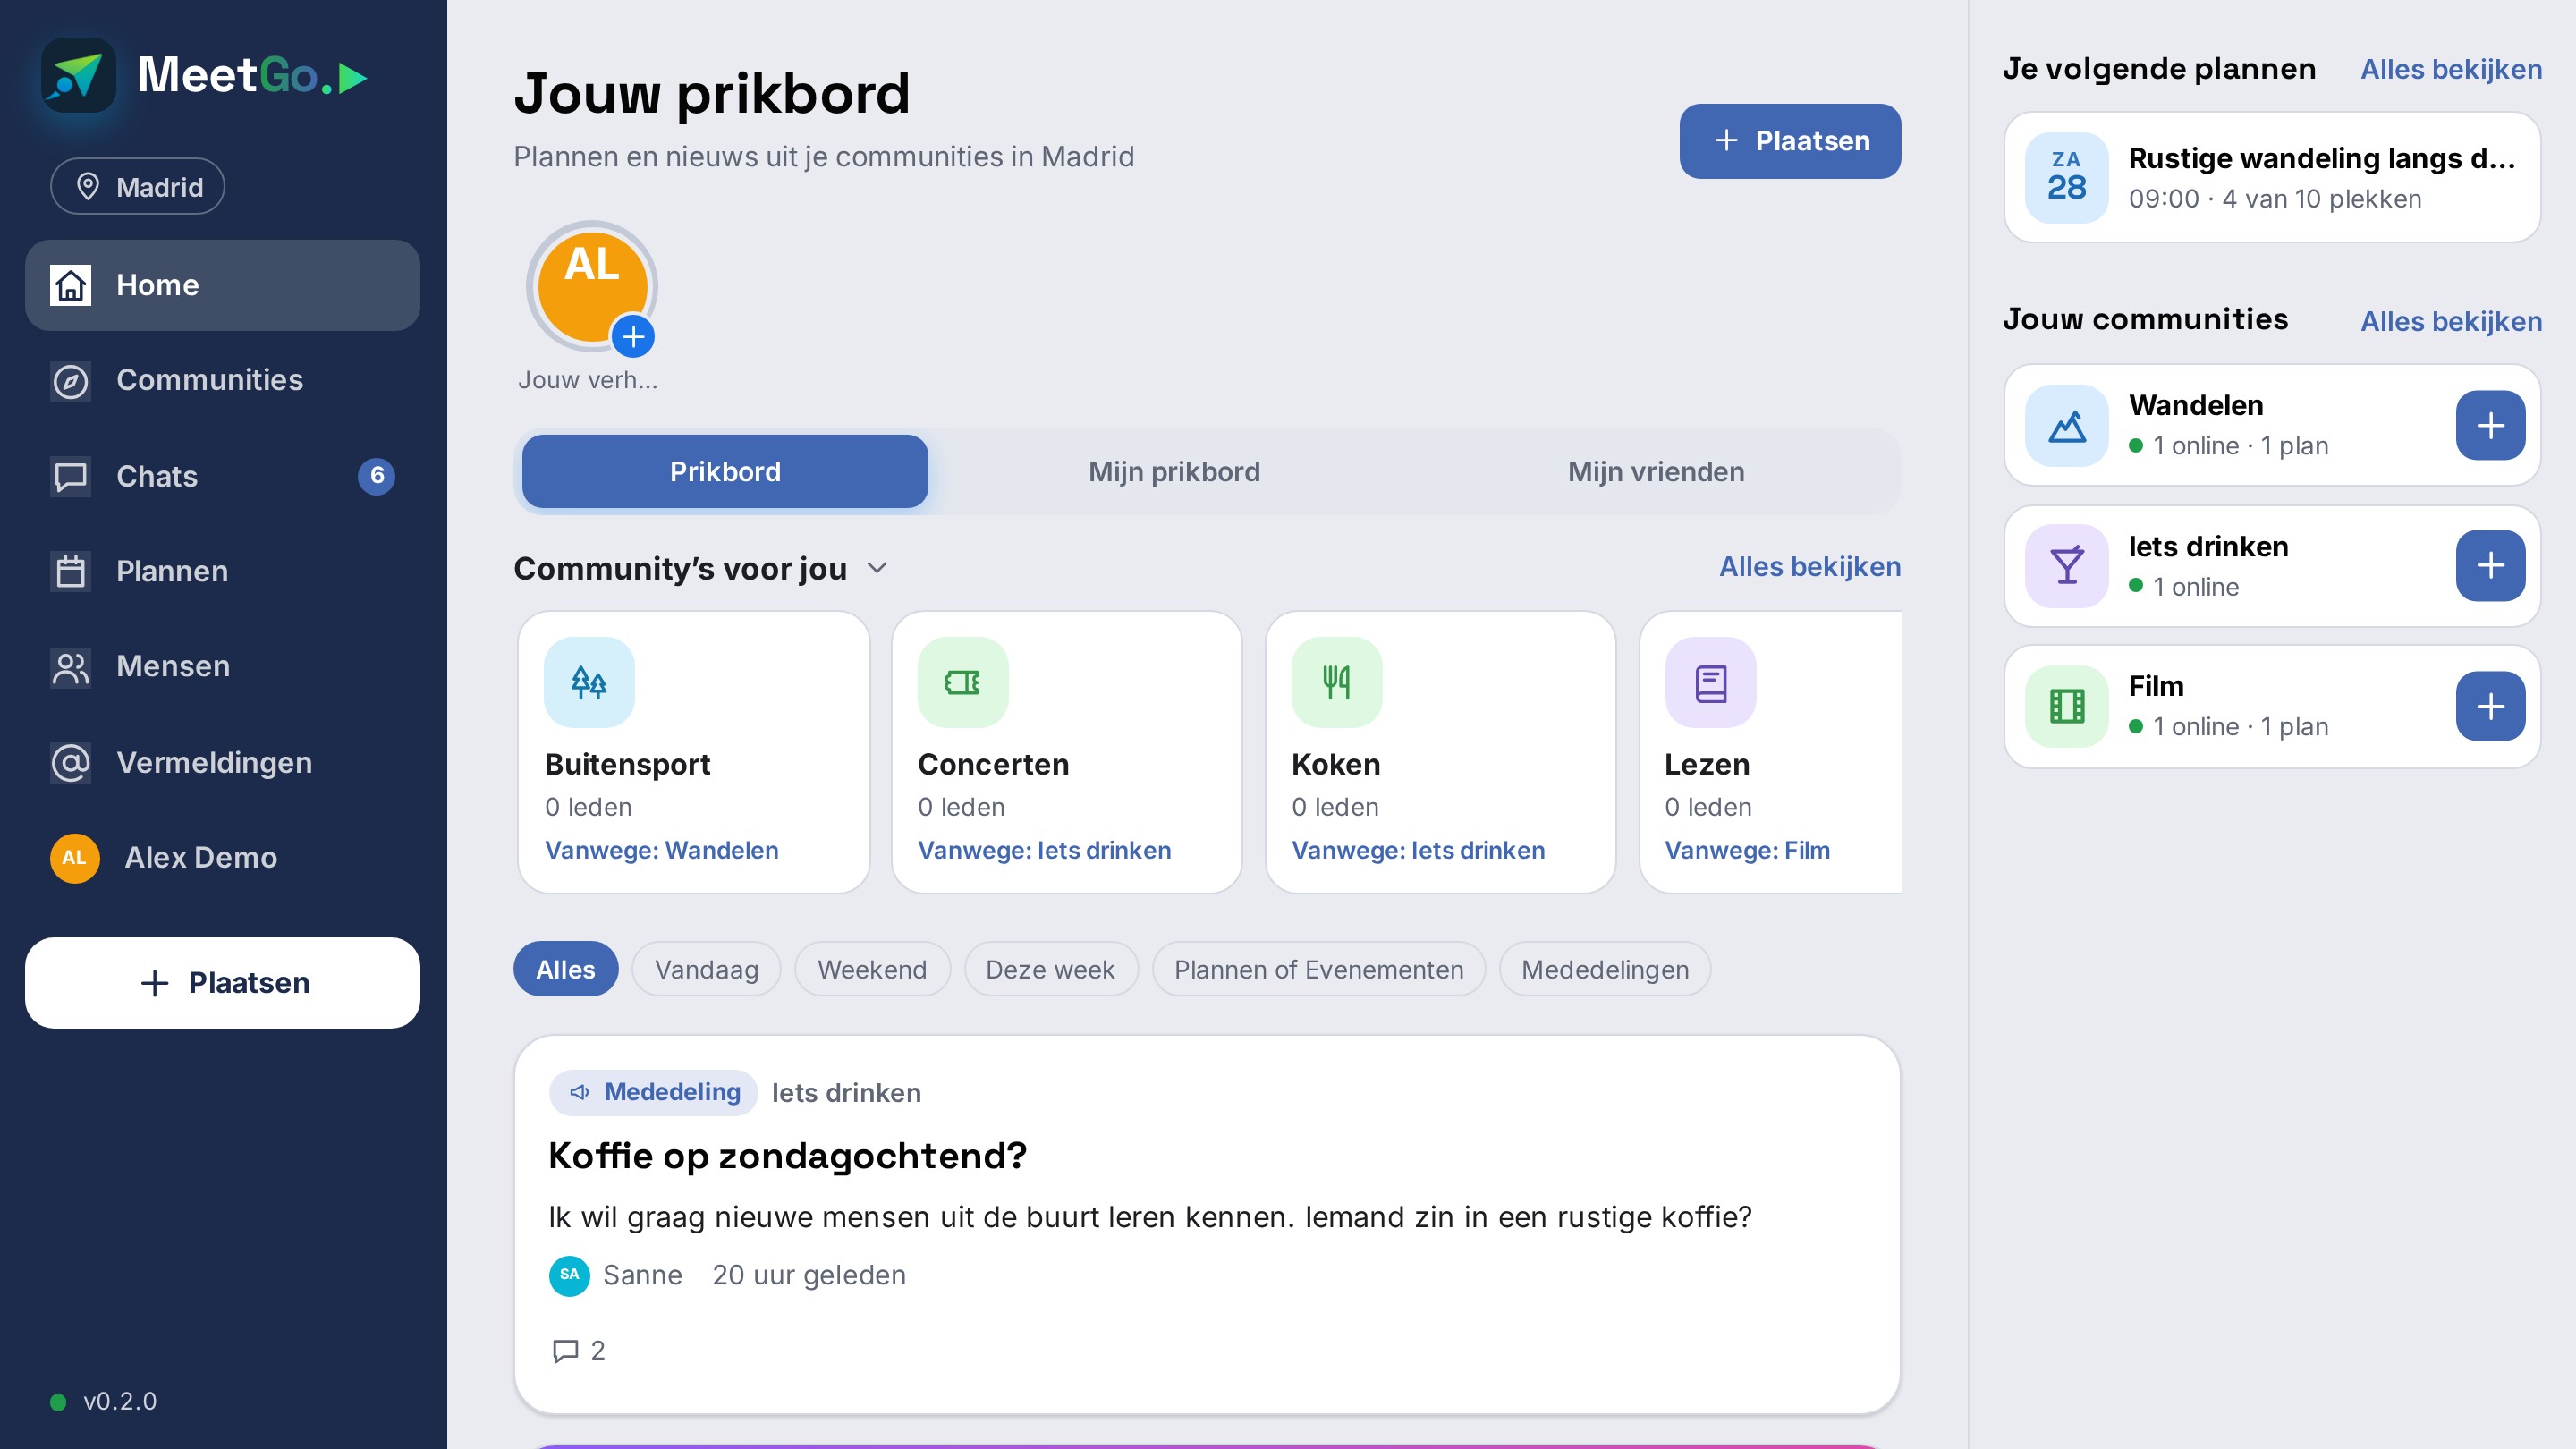 MeetGo.
Madrid
Home
Communities
Chats
6
Plannen
Mensen
Vermeldingen
AL
Alex Demo
Plaatsen
v0.2.0
Jouw prikbord
Plannen en nieuws uit je communities in Madrid
Plaatsen
AL
Jouw verh...
Prikbord
Mijn prikbord
Mijn vrienden
Community's voor jou
Alles bekijken
Buitensport
0 leden
Vanwege: Wandelen
Concerten
0 leden
Vanwege: Iets drinken
Koken
0 leden
Vanwege: Iets drinken
Lezen
0 leden
Vanwege: Film
Alles
Vandaag
Weekend
Deze week
Plannen of Evenementen
Mededelingen
Mededeling
Iets drinken
Koffie op zondagochtend?
Ik wil graag nieuwe mensen uit de buurt leren kennen. Iemand zin in een rustige koffie?
SA
Sanne
20 uur geleden
2
Je volgende plannen
Alles bekijken
ZA
28
Rustige wandeling langs d...
09:00 · 4 van 10 plekken
Jouw communities
Alles bekijken
Wandelen
1 online · 1 plan
Iets drinken
1 online
Film
1 online · 1 plan